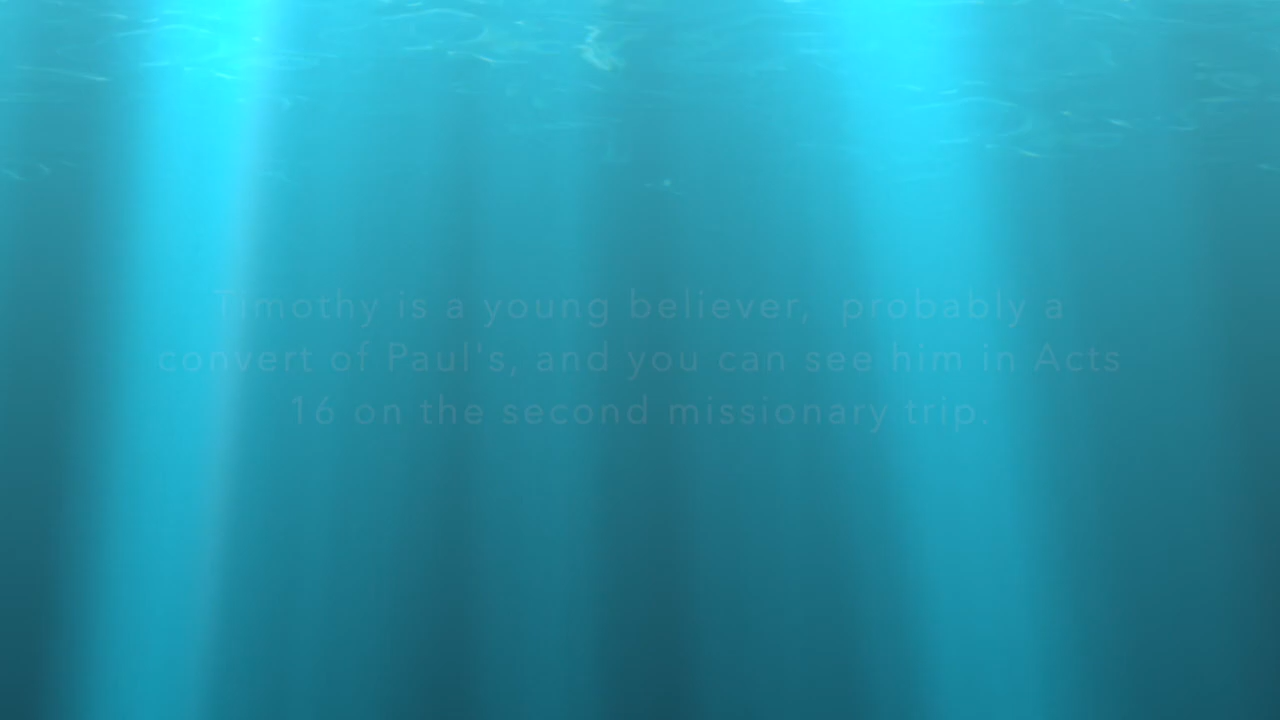 Timothy is a young believer, probably a
convert of Paul's, and you can see him in Acts
16 on the second missionary trip.